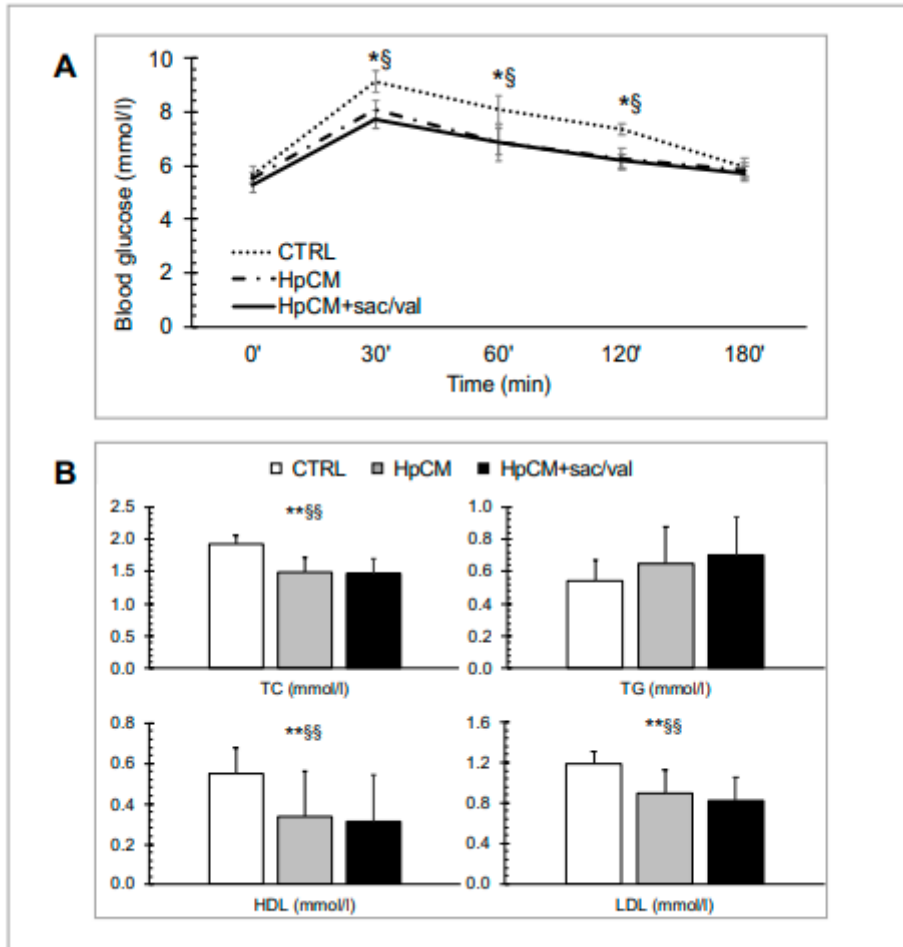 A
10
8
6
4
2
0
Blood glucose (mmol/l)
*§ *§ *§
CTRL
HpCM
HpCM+sac/val
0' 30' 60' 120' 180'
Time (min)
B
CTRL HpCM HpCM+sac/val
2.5
2.0
1.5
1.0
0.5
0.0
**§§
TC (mmol/l)
1.0
0.8
0.6
0.4
0.2
0.0
TG (mmol/l)
0.8
0.6
0.4
0.2
0.0
**§§
HDL (mmol/l)
1.6
1.2
0.8
0.4
0.0
**§§
LDL (mmol/l)